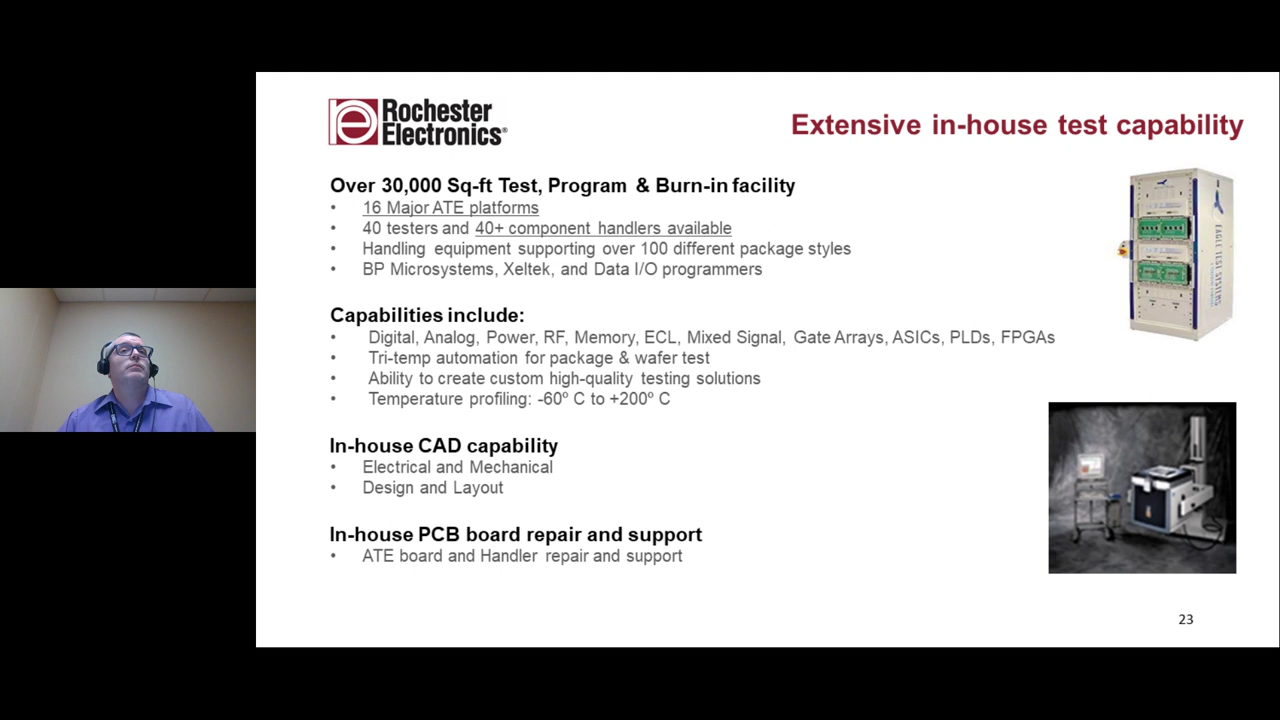 Rochester
Electronics®
Extensive in-house test capability
Over 30,000 Sq-ft Test, Program & Burn-in facility
• 16 Major ATE platforms
• 40 testers and 40+ component handlers available
• Handling equipment supporting over 100 different package styles
• BP Microsystems, Xeltek, and Data I/O programmers
Capabilities include:
• Digital, Analog, Power, RF, Memory, ECL, Mixed Signal, Gate Arrays, ASICs, PLDs, FPGAs
• Tri-temp automation for package & wafer test
• Ability to create custom high-quality testing solutions
• Temperature profiling: -60º C to +200º C
In-house CAD capability
• Electrical and Mechanical
• Design and Layout
In-house PCB board repair and support
• ATE board and Handler repair and support
EAGLE TEST SYSTEMS
23